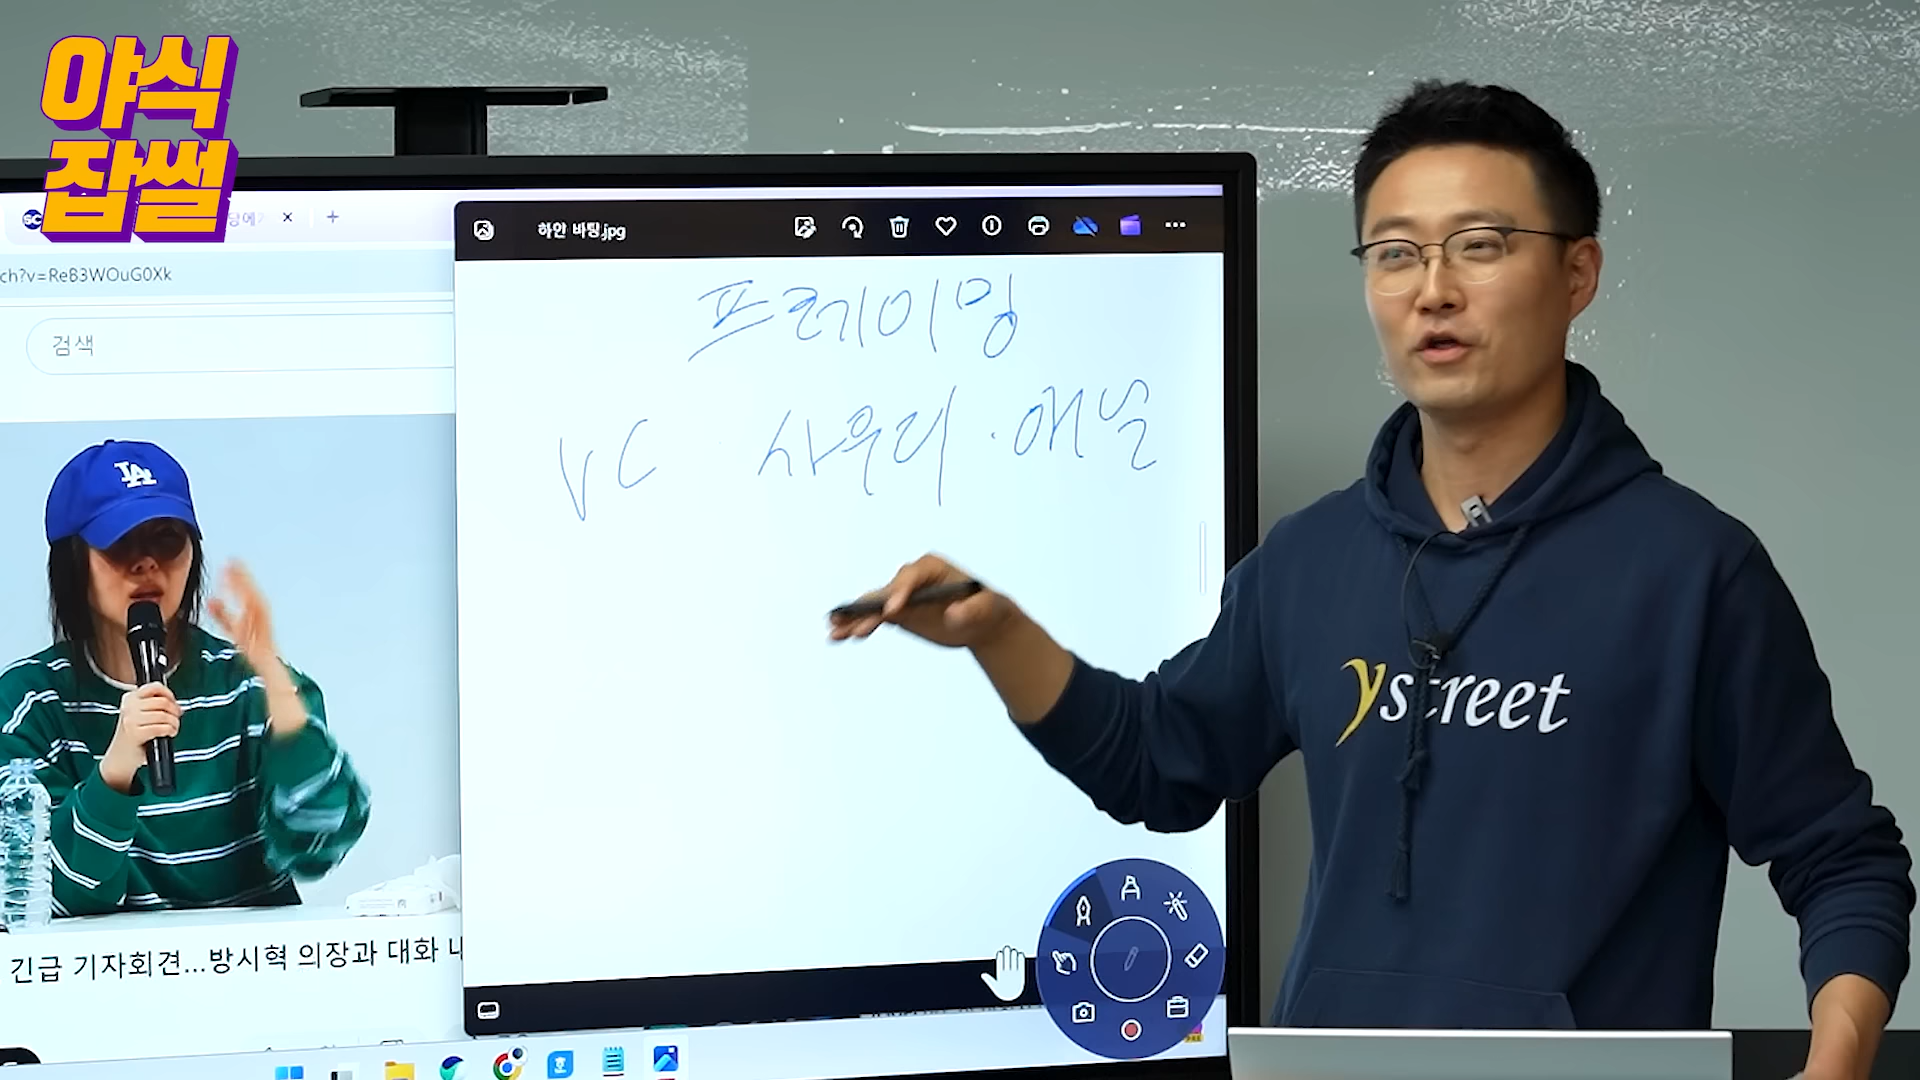 야식
잡썰
하얀 바탕.jpg
ch?v=ReB3WOuG0Xk
검색
프레이밍
VC 사우디·애널
LA
ystreet
긴급 기자회견...방시혁 의장과 대화 내